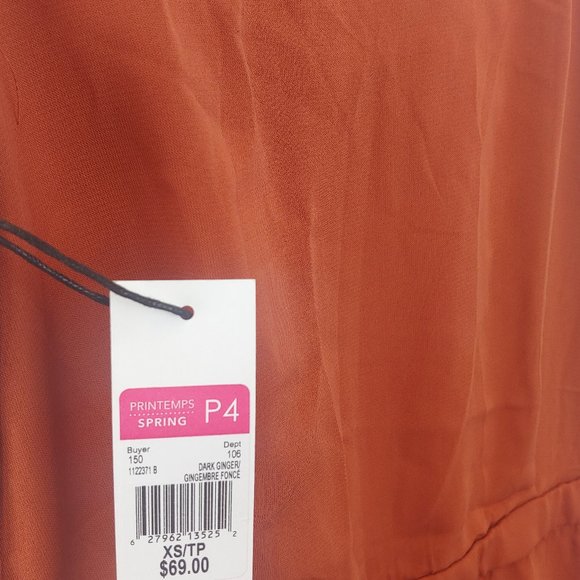 PRINTEMPS
SPRING P4
Buyer Dept
150 106
1122371 B DARK GINGER/
GINGEMBRE FONCÉ
6 27962 13525 2
XS/TP
$69.00